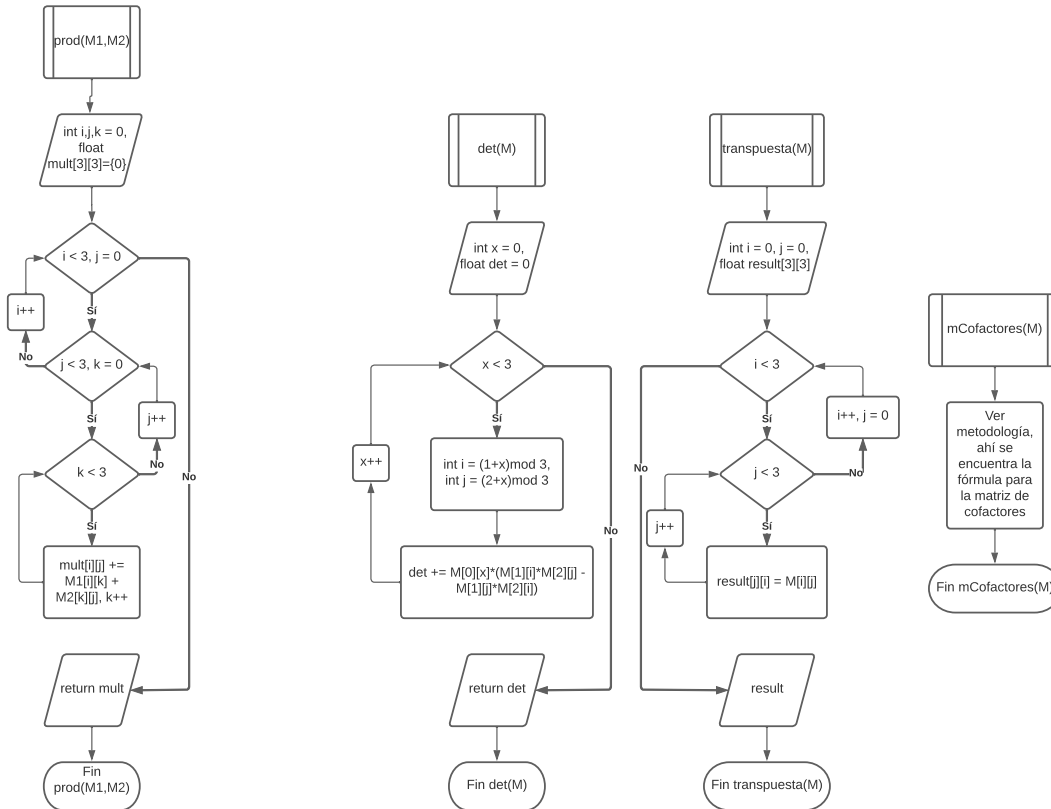 prod(M1,M2)
int i,j,k = 0,
float
mult[3][3]={0}
i < 3, j = 0
Sí
i++
No
j < 3, k = 0
Sí
j++
No
k < 3
Sí
mult[i][j] +=
M1[i][k] +
M2[k][j], k++
No
return mult
Fin
prod(M1,M2)
det(M)
int x = 0,
float det = 0
x < 3
Sí
x++
int i = (1+x)mod 3,
int j = (2+x)mod 3
det += M[0][x]*(M[1][i]*M[2][j] -
M[1][j]*M[2][i])
No
return det
Fin det(M)
transpuesta(M)
int i = 0, j = 0,
float result[3][3]
i < 3
Sí
i++, j = 0
No
j < 3
No
j++
Sí
result[j][i] = M[i][j]
result
Fin transpuesta(M)
mCofactores(M)
Ver
metodología,
ahí se
encuentra la
fórmula para
la matriz de
cofactores
Fin mCofactores(M)